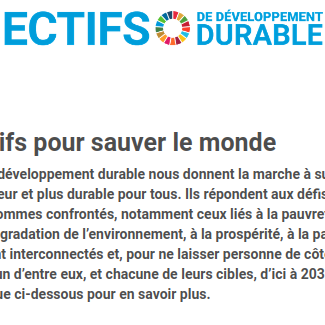 ECTIFS DE DÉVELOPPEMENT DURABLE
ifs pour sauver le monde
développement durable nous donnent la marche à su
eur et plus durable pour tous. Ils répondent aux défis
ommes confrontés, notamment ceux liés à la pauvre
gradation de l'environnement, à la prospérité, à la pa
nt interconnectés et, pour ne laisser personne de côté
un d'entre eux, et chacune de leurs cibles, d'ici à 203
ue ci-dessous pour en savoir plus.